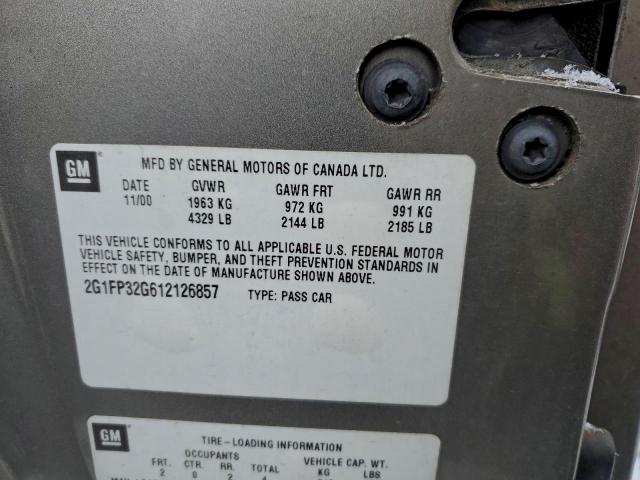 GM
MFD BY GENERAL MOTORS OF CANADA LTD.
DATE GVWR GAWR FRT GAWR RR
11/00 1963 KG 972 KG 991 KG
4329 LB 2144 LB 2185 LB
THIS VEHICLE CONFORMS TO ALL APPLICABLE U.S. FEDERAL MOTOR
VEHICLE SAFETY, BUMPER, AND THEFT PREVENTION STANDARDS IN
EFFECT ON THE DATE OF MANUFACTURE SHOWN ABOVE.
2G1FP32G612126857 TYPE: PASS CAR
GM
TIRE-LOADING INFORMATION
OCCUPANTS VEHICLE CAP. WT.
FRT. CTR. RR. TOTAL KG LBS
2 0 2 4